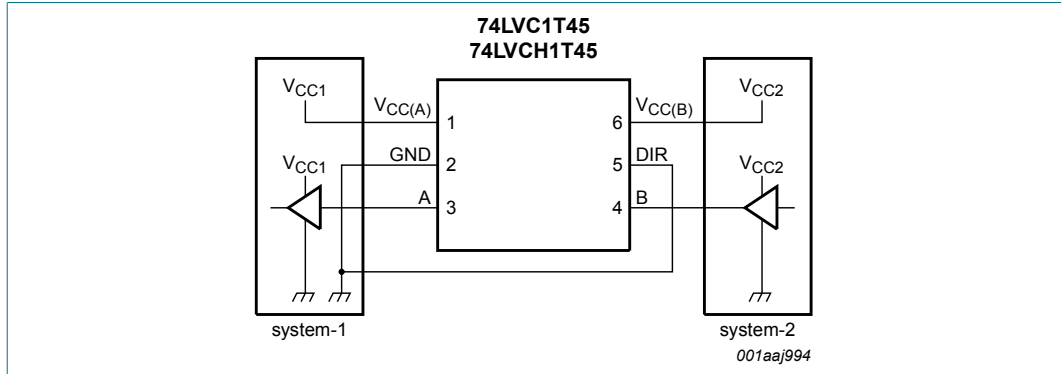 74LVC1T45
74LVCH1T45
VCC1
VCC(A)
1
6
VCC(B)
VCC2
GND
2
5
DIR
VCC1
VCC2
A
3
4
B
system-1
system-2
001aaj994